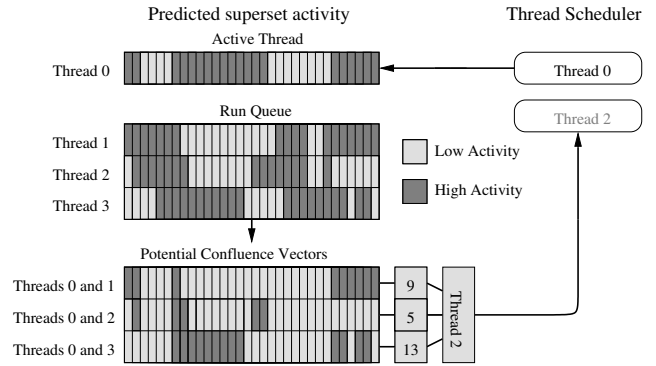 Predicted superset activity
Thread Scheduler
Active Thread
Thread 0
Thread 0
Run Queue
Thread 2
Thread 1
Thread 2
Thread 3
Low Activity
High Activity
Potential Confluence Vectors
Threads 0 and 1
9
Threads 0 and 2
5
Thread 2
Threads 0 and 3
13